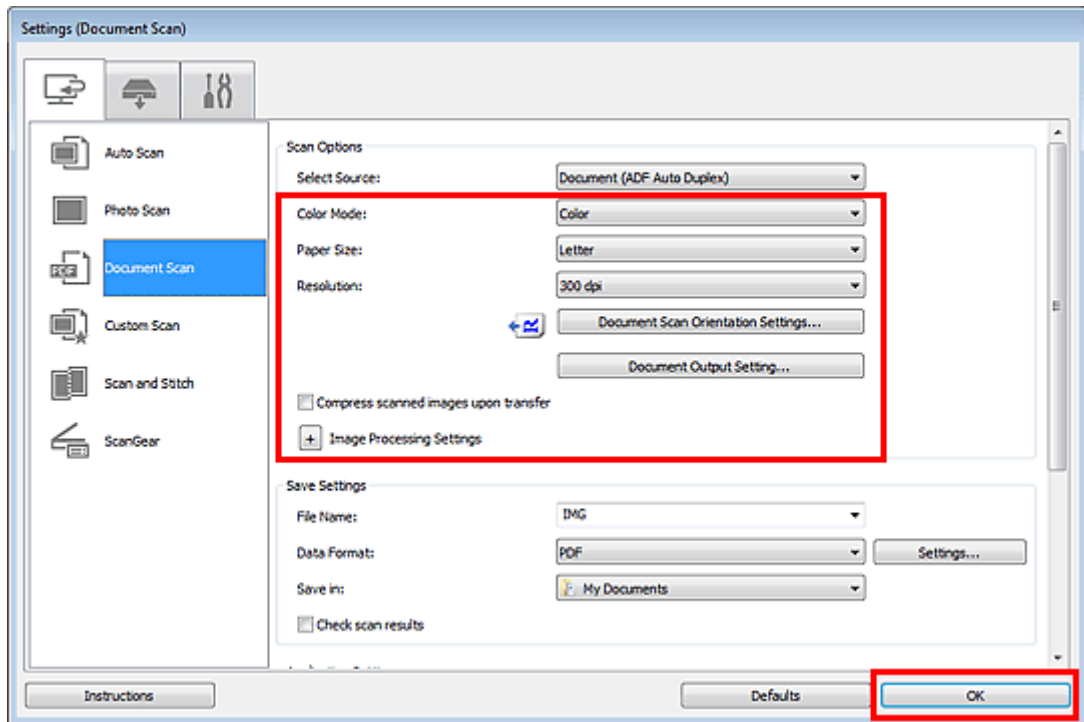 Settings (Document Scan)
Auto Scan
Photo Scan
PDF
Document Scan
Custom Scan
Scan and Stitch
ScanGear
Scan Options
Select Source: Document (ADF Auto Duplex)
Color Mode: Color
Paper Size: Letter
Resolution: 300 dpi
Document Scan Orientation Settings...
Document Output Setting...
Compress scanned images upon transfer
+ Image Processing Settings
Save Settings
File Name: IMG
Data Format: PDF Settings...
Save in: My Documents
Check scan results
Instructions Defaults OK